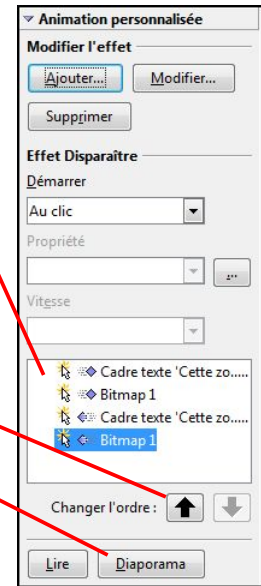 Animation personnalisée
Modifier l'effet
Ajouter... Modifier...
Supprimer
Effet Disparaître
Démarrer
Au clic
Propriété
...
Vitesse
Cadre texte 'Cette zo.....
Bitmap 1
Cadre texte 'Cette zo.....
Bitmap 1
Changer l'ordre :
Lire Diaporama